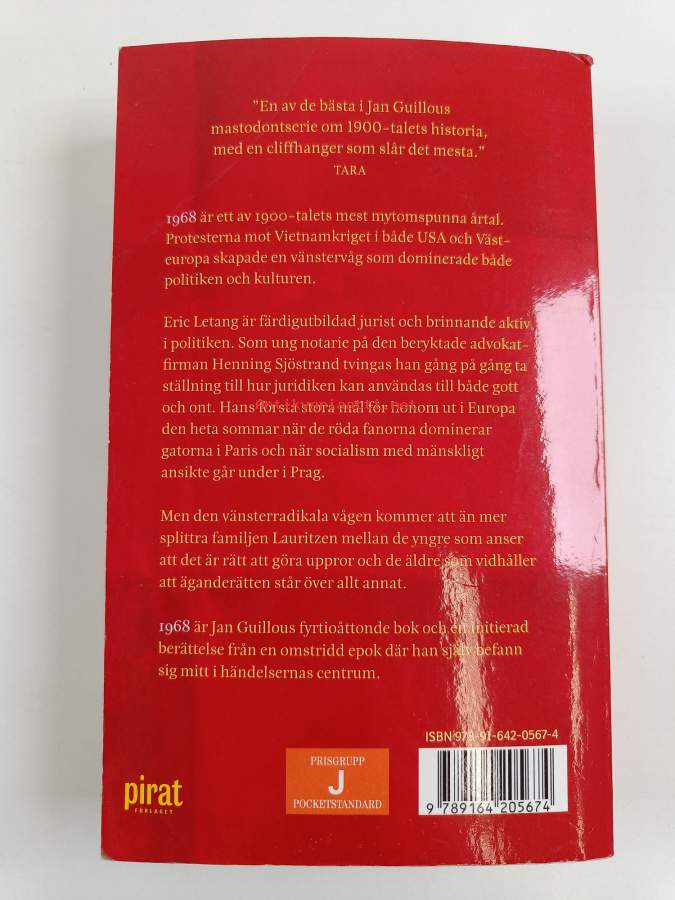 ”En av de bästa i Jan Guillous
mastodontserie om 1900-talets historia,
med en cliffhanger som slår det mesta.”
TARA
1968 är ett av 1900-talets mest mytomspunna årtal.
Protesterna mot Vietnamkriget i både USA och Väst-
europa skapade en vänstervåg som dominerade både
politiken och kulturen.
Eric Letang är färdigutbildad jurist och brinnande aktiv
i politiken. Som ung notarie på den beryktade advokat-
firman Henning Sjöstrand tvingas han gång på gång ta
ställning till hur juridiken kan användas till både gott
och ont. Hans första stora mål för honom ut i Europa
den heta sommar när de röda fanorna dominerar
gatorna i Paris och när socialism med mänskligt
ansikte går under i Prag.
Men den vänsterradikala vågen kommer att än mer
splittra familjen Lauritzen mellan de yngre som anser
att det är rätt att göra uppror och de äldre som vidhåller
att äganderätten står över allt annat.
1968 är Jan Guillous fyrtioåttonde bok och en initierad
berättelse från en omstridd epok där han själv befann
sig mitt i händelsernas centrum.
ISBN 978-91-642-0567-4
PRISGRUPP
J
POCKETSTANDARD
pirat
FÖRLAGET
9 789164 205674